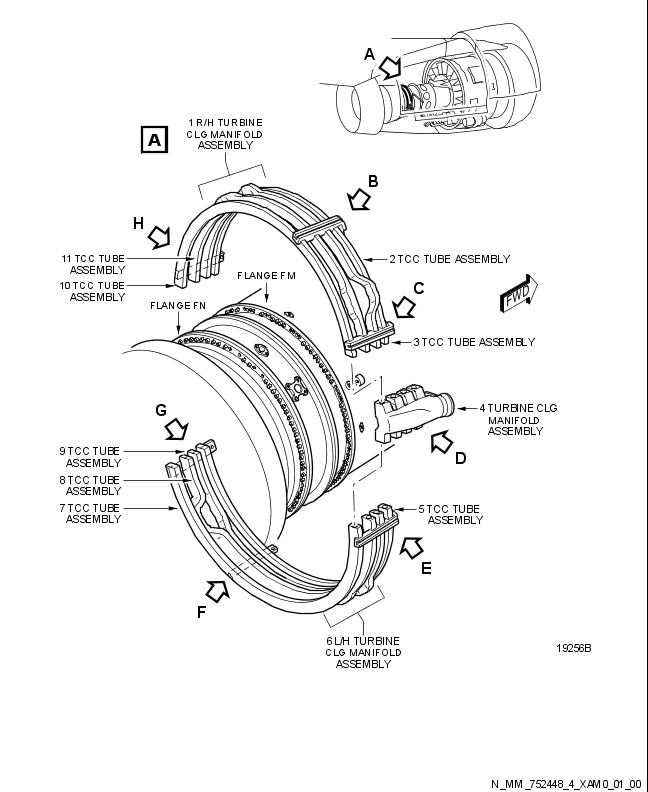 A
1 R/H TURBINE
CLG MANIFOLD
ASSEMBLY
A
B
H
11 TCC TUBE
ASSEMBLY
2 TCC TUBE ASSEMBLY
10 TCC TUBE
ASSEMBLY
FLANGE FM
C
FWD
FLANGE FN
3 TCC TUBE ASSEMBLY
G
4 TURBINE CLG
MANIFOLD
ASSEMBLY
9 TCC TUBE
ASSEMBLY
D
8 TCC TUBE
ASSEMBLY
7 TCC TUBE
ASSEMBLY
5 TCC TUBE
ASSEMBLY
E
F
6 L/H TURBINE
CLG MANIFOLD
ASSEMBLY
19256B
N_MM_752448_4_XAM0_01_00